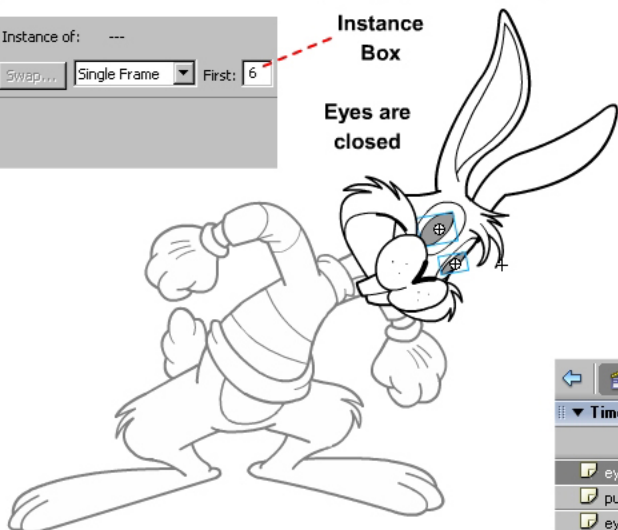 Instance of: ---
Swap... Single Frame First: 6
Instance
Box
Eyes are
closed